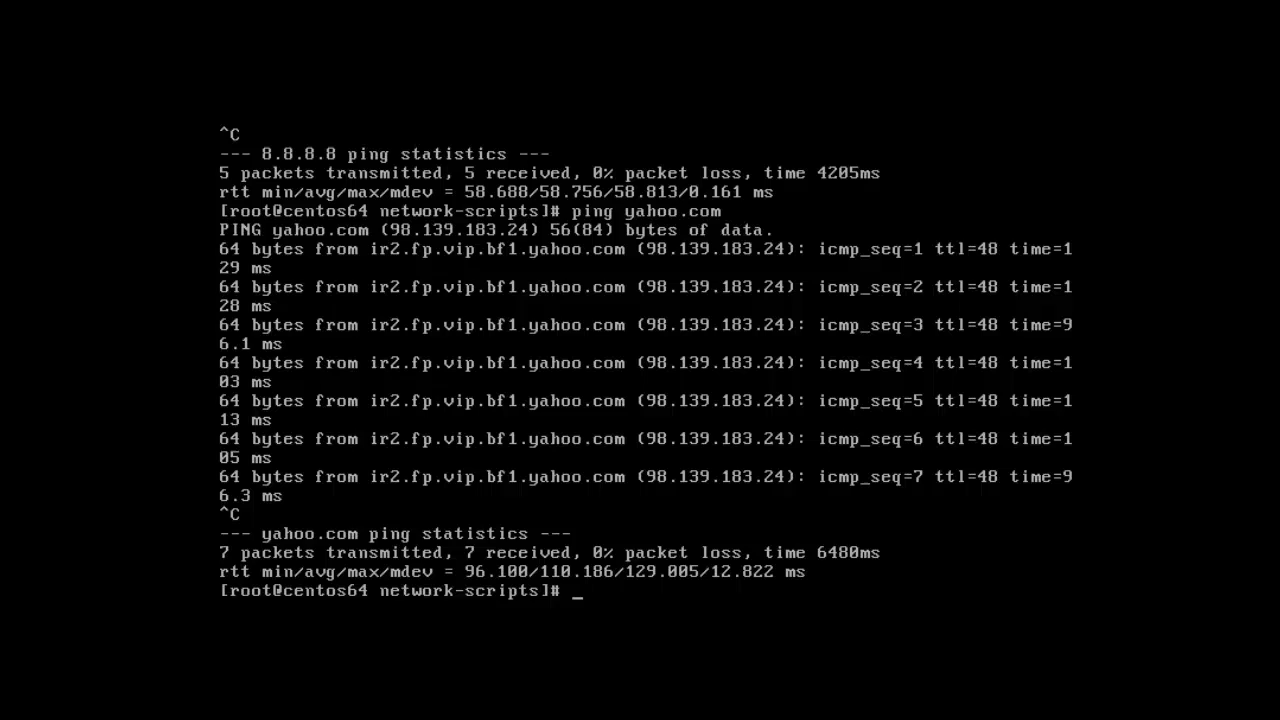 ^C
--- 8.8.8.8 ping statistics ---
5 packets transmitted, 5 received, 0% packet loss, time 4205ms
rtt min/avg/max/mdev = 58.688/58.756/58.813/0.161 ms
[root@centos64 network-scripts]# ping yahoo.com
PING yahoo.com (98.139.183.24) 56(84) bytes of data.
64 bytes from ir2.fp.vip.bf1.yahoo.com (98.139.183.24): icmp_seq=1 ttl=48 time=1
29 ms
64 bytes from ir2.fp.vip.bf1.yahoo.com (98.139.183.24): icmp_seq=2 ttl=48 time=1
28 ms
64 bytes from ir2.fp.vip.bf1.yahoo.com (98.139.183.24): icmp_seq=3 ttl=48 time=9
6.1 ms
64 bytes from ir2.fp.vip.bf1.yahoo.com (98.139.183.24): icmp_seq=4 ttl=48 time=1
03 ms
64 bytes from ir2.fp.vip.bf1.yahoo.com (98.139.183.24): icmp_seq=5 ttl=48 time=1
13 ms
64 bytes from ir2.fp.vip.bf1.yahoo.com (98.139.183.24): icmp_seq=6 ttl=48 time=1
05 ms
64 bytes from ir2.fp.vip.bf1.yahoo.com (98.139.183.24): icmp_seq=7 ttl=48 time=9
6.3 ms
^C
--- yahoo.com ping statistics ---
7 packets transmitted, 7 received, 0% packet loss, time 6480ms
rtt min/avg/max/mdev = 96.100/110.186/129.005/12.822 ms
[root@centos64 network-scripts]# _